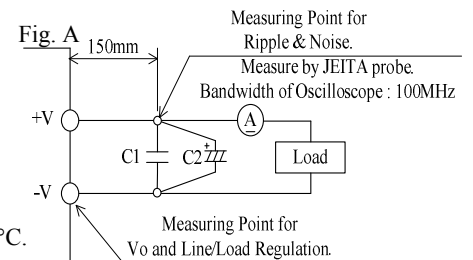 Measuring Point for
Fig. A
Ripple & Noise.
150mm
Measure by JEITA probe.
Bandwidth of Oscilloscope : 100MHz
+V
A
C1
+
C2
Load
-V
Measuring Point for
°C.
Vo and Line/Load Regulation.